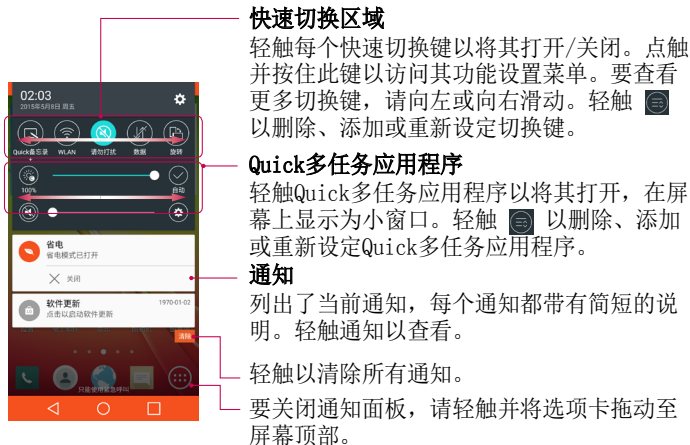 快速切换区域
轻触每个快速切换键以将其打开/关闭。点触
并按住此键以访问其功能设置菜单。要查看
更多切换键，请向左或向右滑动。轻触
以删除、添加或重新设定切换键。
Quick多任务应用程序
轻触Quick多任务应用程序以将其打开，在屏
幕上显示为小窗口。轻触 以删除、添加
或重新设定Quick多任务应用程序。
通知
列出了当前通知，每个通知都带有简短的说
明。轻触通知以查看。
轻触以清除所有通知。
要关闭通知面板，请轻触并将选项卡拖动至
屏幕顶部。
02:03
2015年5月8日 周五
Quick备忘录+ WLAN 请勿打扰 数据 旋转
100% 自动
省电
省电模式已打开
关闭
软件更新 1970-01-02
点击以启动软件更新
清除
只能使用紧急呼叫